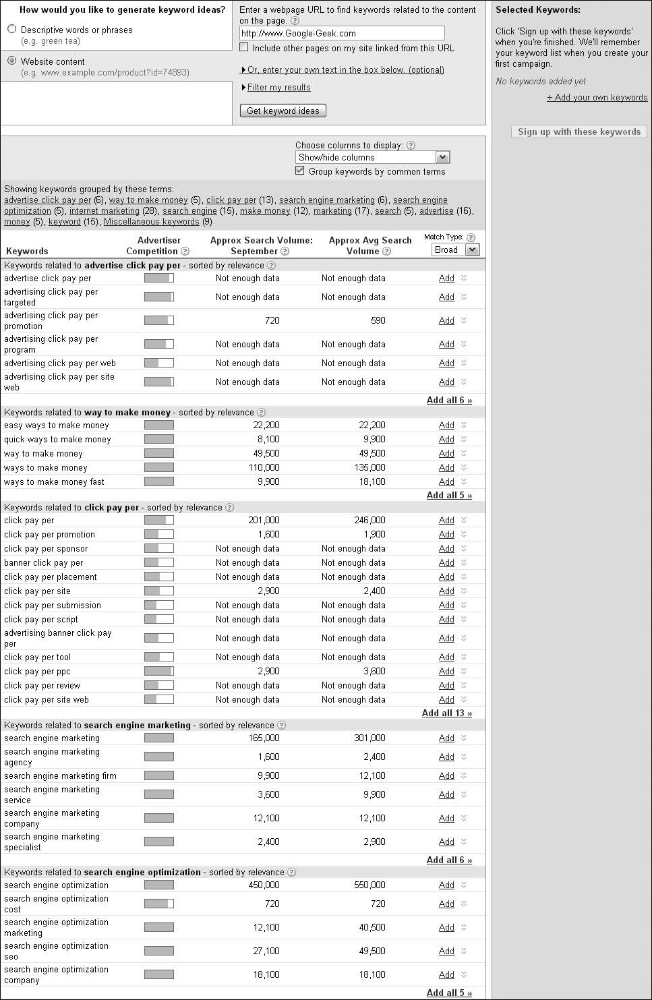 How would you like to generate keyword ideas?
Descriptive words or phrases
(e.g. green tea)
Website content
(e.g. www.example.com/product?id=74893)
Enter a webpage URL to find keywords related to the content
on the page. ?
http://www.Google-Geek.com
Include other pages on my site linked from this URL
Or, enter your own text in the box below. (optional)
Filter my results
Get keyword ideas
Selected Keywords:
Click 'Sign up with these keywords'
when you're finished. We'll remember
your keyword list when you create your
first campaign.
No keywords added yet
+ Add your own keywords
Sign up with these keywords
Choose columns to display: ?
Show/hide columns
Group keywords by common terms
Showing keywords grouped by these terms:
advertise click pay per (6), way to make money (5), click pay per (13), search engine marketing (6), search engine
optimization (5), internet marketing (28), search engine (15), make money (12), marketing (17), search (5), advertise (16),
money (5), keyword (15), Miscellaneous keywords (9)
Keywords
Advertiser
Competition ?
Approx Search Volume:
September ?
Approx Avg Search
Volume ?
Match Type: ?
Broad
Keywords related to advertise click pay per - sorted by relevance ?
advertise click pay per Not enough data Not enough data Add
advertising click pay per
targeted Not enough data Not enough data Add
advertising click pay per
promotion 720 590 Add
advertising click pay per
program Not enough data Not enough data Add
advertising click pay per web Not enough data Not enough data Add
advertising click pay per site
web Not enough data Not enough data Add
Add all 6 »
Keywords related to way to make money - sorted by relevance ?
easy ways to make money 22,200 22,200 Add
quick ways to make money 8,100 9,900 Add
way to make money 49,500 49,500 Add
ways to make money 110,000 135,000 Add
ways to make money fast 9,900 18,100 Add
Add all 5 »
Keywords related to click pay per - sorted by relevance ?
click pay per 201,000 246,000 Add
click pay per promotion 1,600 1,900 Add
click pay per sponsor Not enough data Not enough data Add
banner click pay per Not enough data Not enough data Add
click pay per placement Not enough data Not enough data Add
click pay per site 2,900 2,400 Add
click pay per submission Not enough data Not enough data Add
click pay per script Not enough data Not enough data Add
advertising banner click pay
per Not enough data Not enough data Add
click pay per tool Not enough data Not enough data Add
click pay per ppc 2,900 3,600 Add
click pay per review Not enough data Not enough data Add
click pay per site web Not enough data Not enough data Add
Add all 13 »
Keywords related to search engine marketing - sorted by relevance ?
search engine marketing 165,000 301,000 Add
search engine marketing
agency 1,600 2,400 Add
search engine marketing firm 9,900 12,100 Add
search engine marketing
service 3,600 9,900 Add
search engine marketing
company 12,100 12,100 Add
search engine marketing
specialist 2,400 2,900 Add
Add all 6 »
Keywords related to search engine optimization - sorted by relevance ?
search engine optimization 450,000 550,000 Add
search engine optimization
cost 720 720 Add
search engine optimization
marketing 12,100 40,500 Add
search engine optimization
seo 27,100 49,500 Add
search engine optimization
company 18,100 18,100 Add
Add all 5 »